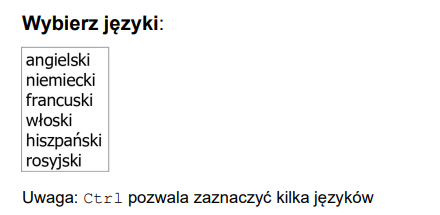 Wybierz języki:
angielski
niemiecki
francuski
włoski
hiszpański
rosyjski
Uwaga: Ctrl pozwala zaznaczyć kilka języków